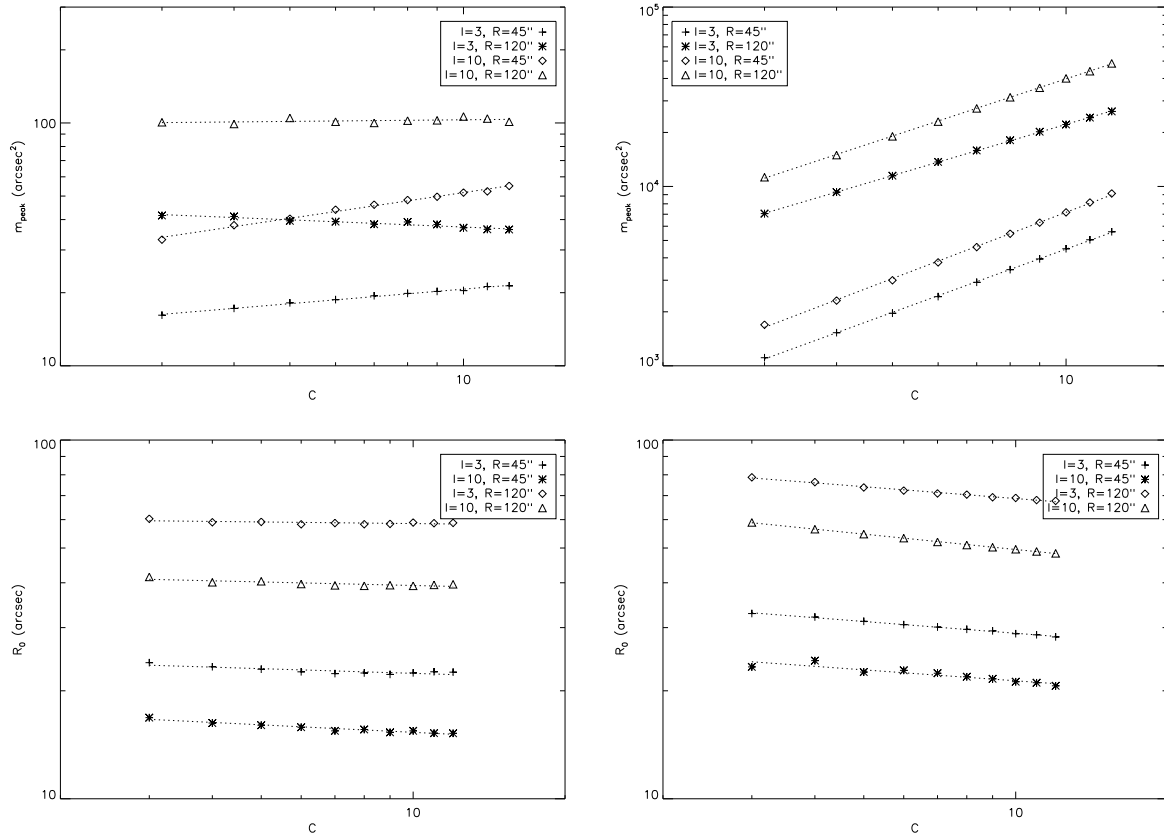 m_peak (arcsec²)
100
10
10
C
l=3, R=45"
l=3, R=120"
l=10, R=45"
l=10, R=120"
m_peak (arcsec²)
10⁵
10⁴
10³
10
C
l=3, R=45"
l=3, R=120"
l=10, R=45"
l=10, R=120"
R₀ (arcsec)
100
10
10
C
l=3, R=45"
l=10, R=45"
l=3, R=120"
l=10, R=120"
R₀ (arcsec)
100
10
10
C
l=3, R=45"
l=10, R=45"
l=3, R=120"
l=10, R=120"